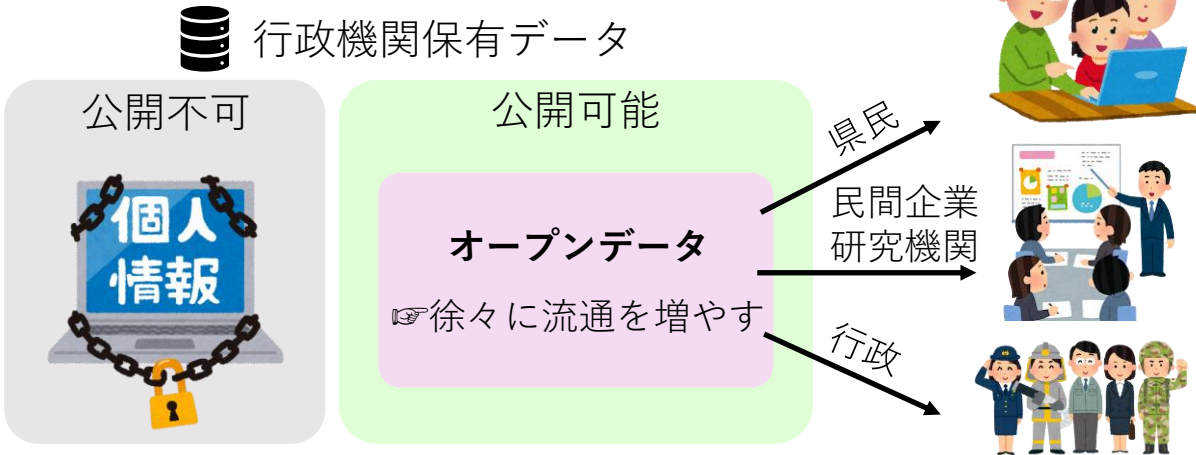 行政機関保有データ
公開不可
個人
情報
公開可能
オープンデータ
☞徐々に流通を増やす
県民
民間企業
研究機関
行政